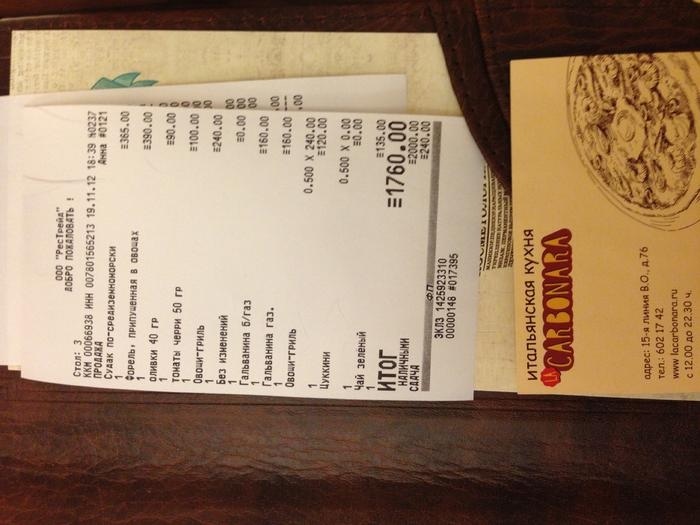 ООО "РесТрейд"
ДОБРО ПОЖАЛОВАТЬ !
Стол: 3
ККМ 00066938 ИНН 007801565213 19.11.12 18:39 №0237
ПРОДАЖА Анна #0121
Судак по-средиземноморски
1 ≡365.00
Форель, припущенная в овощах
1 ≡390.00
оливки 40 гр
1 ≡90.00
томаты черри 50 гр
1 ≡100.00
Овощи-гриль
1 ≡240.00
Без изменений
1 ≡0.00
Гальванина б/газ
1 ≡160.00
Гальванина газ.
1 ≡160.00
Овощи-гриль
0.500 X 240.00
1 ≡120.00
Цуккини
0.500 X 0.00
1 ≡0.00
Чай зеленый
1 ≡135.00
ИТОГ ≡1760.00
НАЛИЧНЫМИ ≡2000.00
СДАЧА ≡240.00
ФП
ЭКЛЗ 1425923310
00000148 #017395
итальянская кухня
CARBONARA
адрес: 15-я линия В.О., д.76
тел.: 602 17 42
www.lacarbonara.ru
с 12.00 до 22.30 ч.